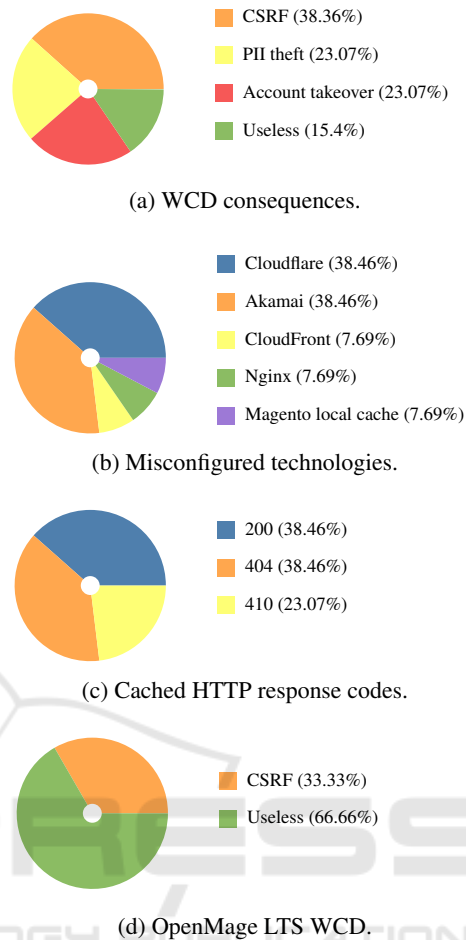 CSRF (38.36%)
PII theft (23.07%)
Account takeover (23.07%)
Useless (15.4%)
(a) WCD consequences.
Cloudflare (38.46%)
Akamai (38.46%)
CloudFront (7.69%)
Nginx (7.69%)
Magento local cache (7.69%)
(b) Misconfigured technologies.
200 (38.46%)
404 (38.46%)
410 (23.07%)
(c) Cached HTTP response codes.
CSRF (33.33%)
Useless (66.66%)
(d) OpenMage LTS WCD.